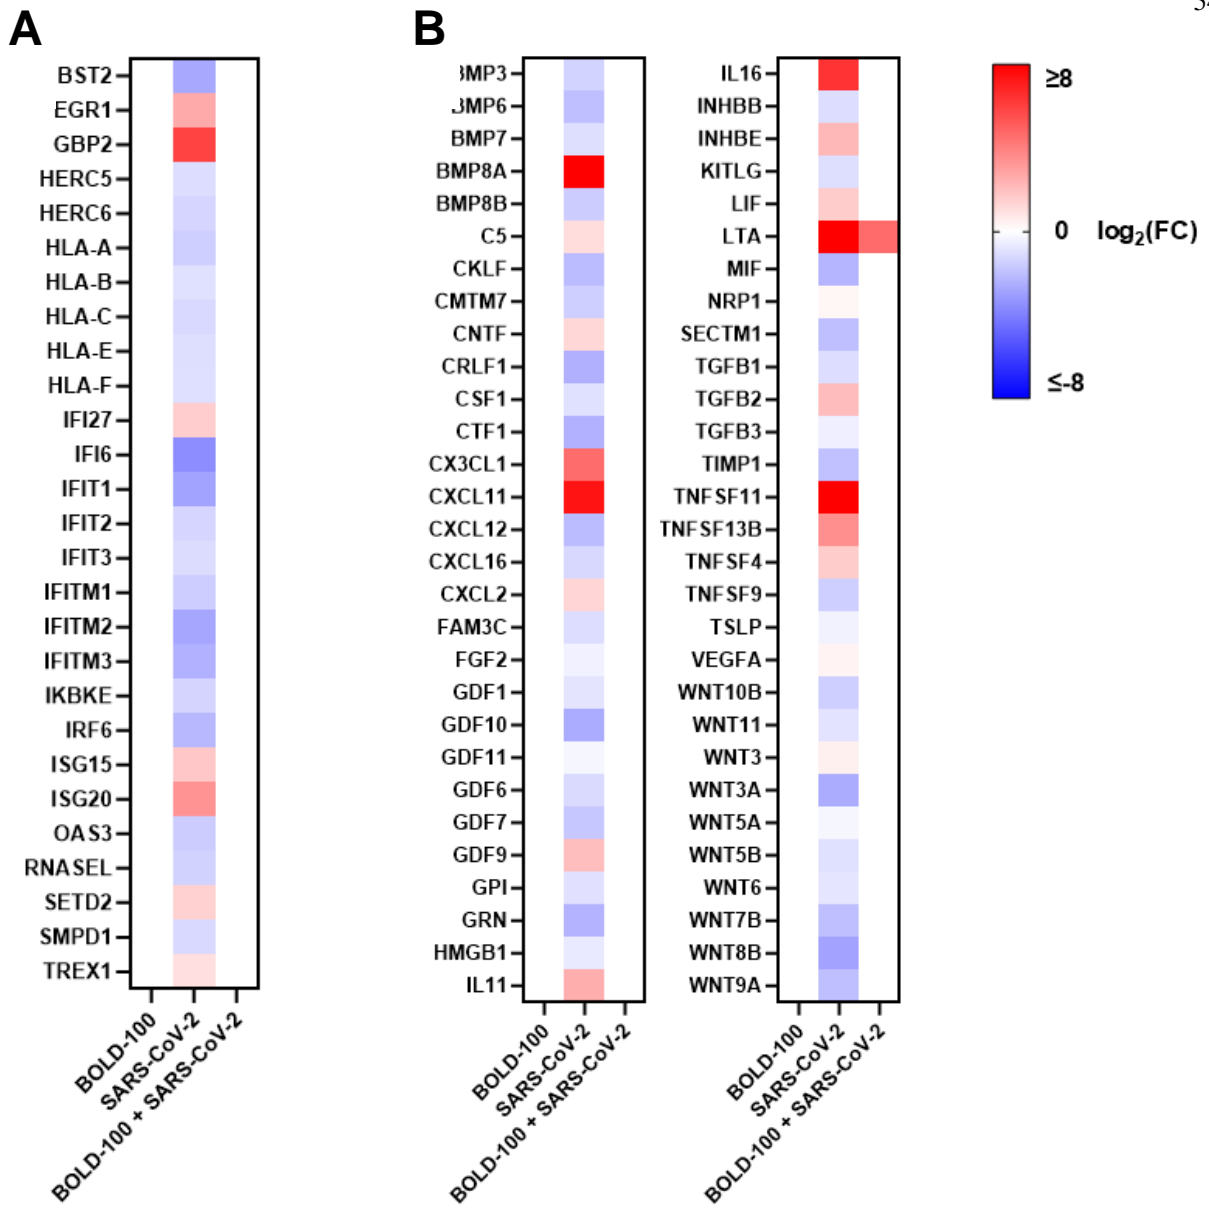 A
BST2
EGR1
GBP2
HERC5
HERC6
HLA-A
HLA-B
HLA-C
HLA-E
HLA-F
IFI27
IFI6
IFIT1
IFIT2
IFIT3
IFITM1
IFITM2
IFITM3
IKBKE
IRF6
ISG15
ISG20
OAS3
RNASEL
SETD2
SMPD1
TREX1
BOLD-100
SARS-CoV-2
BOLD-100 + SARS-CoV-2
B
BMP3
BMP6
BMP7
BMP8A
BMP8B
C5
CKLF
CMTM7
CNTF
CRLF1
CSF1
CTF1
CX3CL1
CXCL11
CXCL12
CXCL16
CXCL2
FAM3C
FGF2
GDF1
GDF10
GDF11
GDF6
GDF7
GDF9
GPI
GRN
HMGB1
IL11
BOLD-100
SARS-CoV-2
BOLD-100 + SARS-CoV-2
IL16
INHBB
INHBE
KITLG
LIF
LTA
MIF
NRP1
SECTM1
TGFB1
TGFB2
TGFB3
TIMP1
TNFSF11
TNFSF13B
TNFSF4
TNFSF9
TSLP
VEGFA
WNT10B
WNT11
WNT3
WNT3A
WNT5A
WNT5B
WNT6
WNT7B
WNT8B
WNT9A
BOLD-100
SARS-CoV-2
BOLD-100 + SARS-CoV-2
≥8
0 log₂(FC)
≤-8